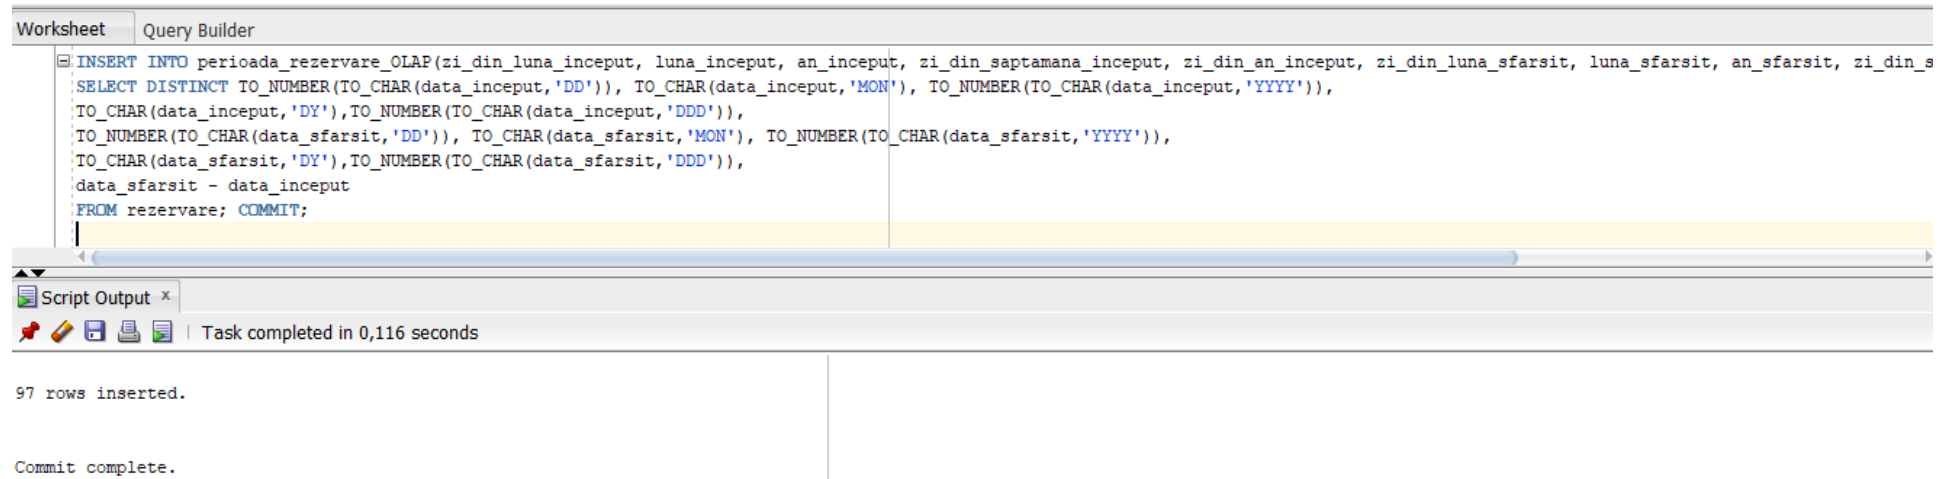 Worksheet Query Builder
INSERT INTO perioada_rezervare_OLAP(zi_din_luna_inceput, luna_inceput, an_inceput, zi_din_saptamana_inceput, zi_din_an_inceput, zi_din_luna_sfarsit, luna_sfarsit, an_sfarsit, zi_din_s
SELECT DISTINCT TO_NUMBER(TO_CHAR(data_inceput,'DD')), TO_CHAR(data_inceput,'MON'), TO_NUMBER(TO_CHAR(data_inceput,'YYYY')),
TO_CHAR(data_inceput,'DY'),TO_NUMBER(TO_CHAR(data_inceput,'DDD')),
TO_NUMBER(TO_CHAR(data_sfarsit,'DD')), TO_CHAR(data_sfarsit,'MON'), TO_NUMBER(TO_CHAR(data_sfarsit,'YYYY')),
TO_CHAR(data_sfarsit,'DY'),TO_NUMBER(TO_CHAR(data_sfarsit,'DDD')),
data_sfarsit - data_inceput
FROM rezervare; COMMIT;
Script Output x
Task completed in 0,116 seconds
97 rows inserted.
Commit complete.